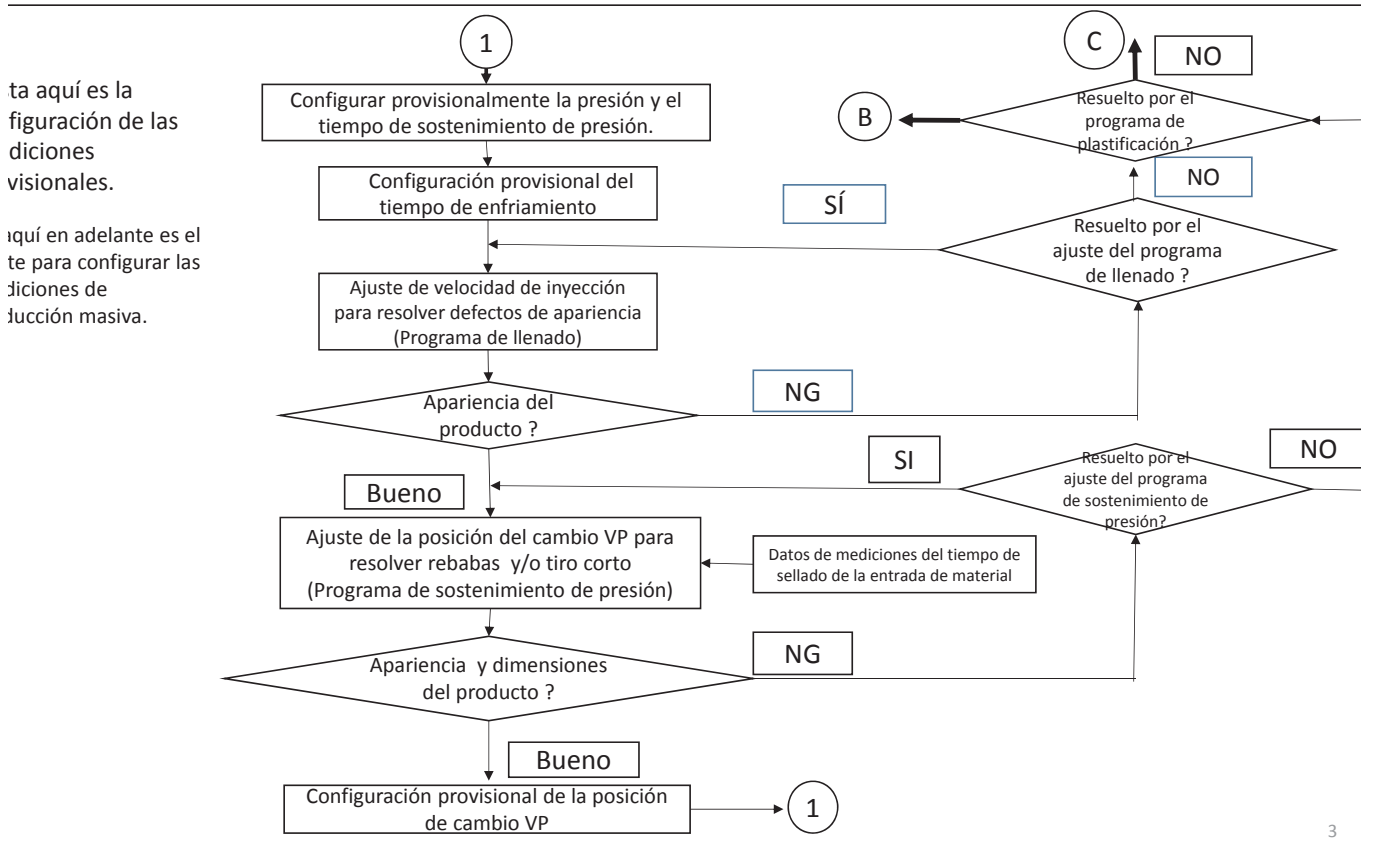 1
C
NO
Configurar provisionalmente la presión y el
tiempo de sostenimiento de presión.
ta aquí es la
figuración de las
diciones
visionales.
B
Resuelto por el
programa de
plastificación ?
Configuración provisional del
tiempo de enfriamiento
SÍ
NO
aquí en adelante es el
te para configurar las
diciones de
ducción masiva.
Resuelto por el
ajuste del programa
de llenado ?
Ajuste de velocidad de inyección
para resolver defectos de apariencia
(Programa de llenado)
NG
Apariencia del
producto ?
SI
Resuelto por el
ajuste del programa
de sostenimiento de
presión?
NO
Bueno
Ajuste de la posición del cambio VP para
resolver rebabas y/o tiro corto
(Programa de sostenimiento de presión)
Datos de mediciones del tiempo de
sellado de la entrada de material
NG
Apariencia y dimensiones
del producto ?
Bueno
Configuración provisional de la posición
de cambio VP
1
3